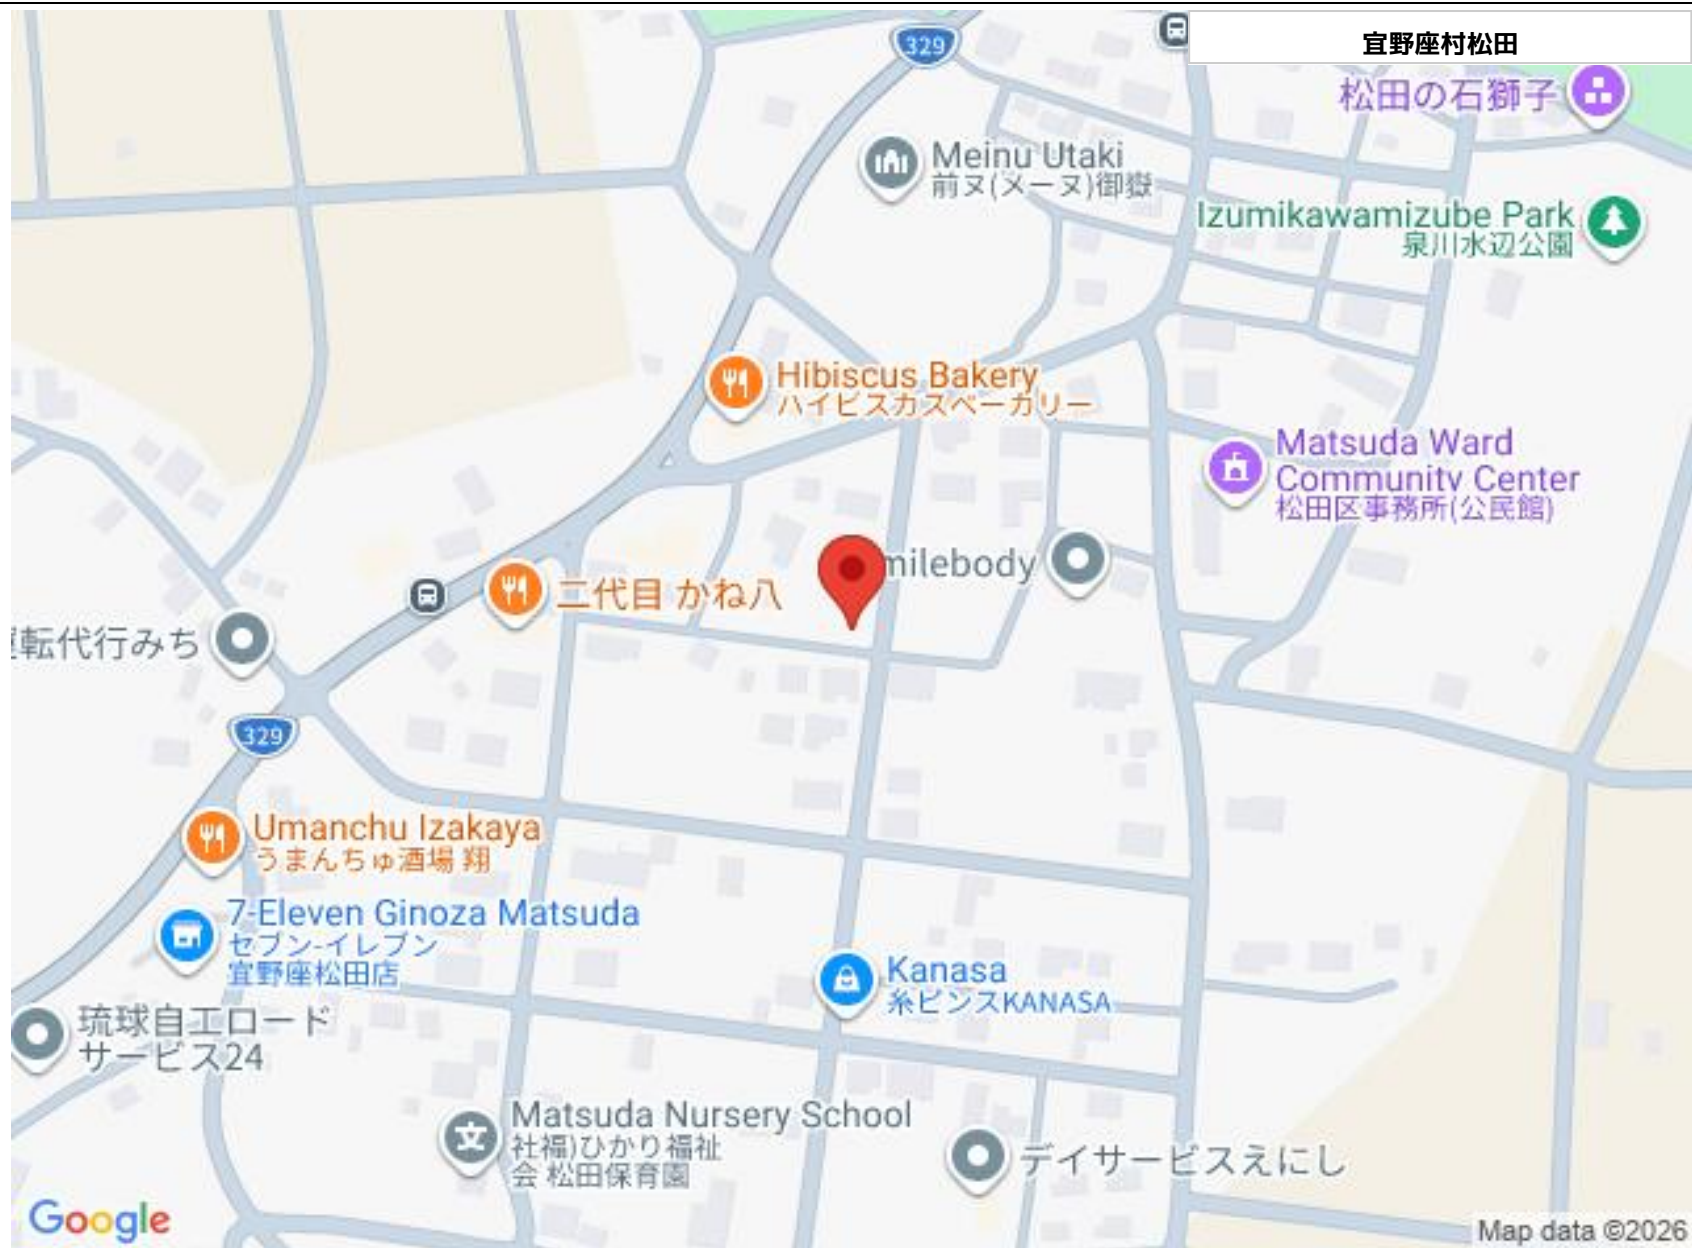 329
宜野座村松田
松田の石獅子
Meinu Utaki
前ヌ(メーヌ)御嶽
Izumikawamizube Park
泉川水辺公園
Hibiscus Bakery
ハイビスカスベーカリー
Matsuda Ward
Community Center
松田区事務所(公民館)
milebody
二代目 かね八
転代行みち
329
Umanchu Izakaya
うまんちゅ酒場 翔
7-Eleven Ginoza Matsuda
セブン-イレブン
宜野座松田店
Kanasa
糸ピンスKANASA
琉球自工ロード
サービス24
Matsuda Nursery School
社福)ひかり福祉
会 松田保育園
デイサービスえにし
Google
Map data ©2026